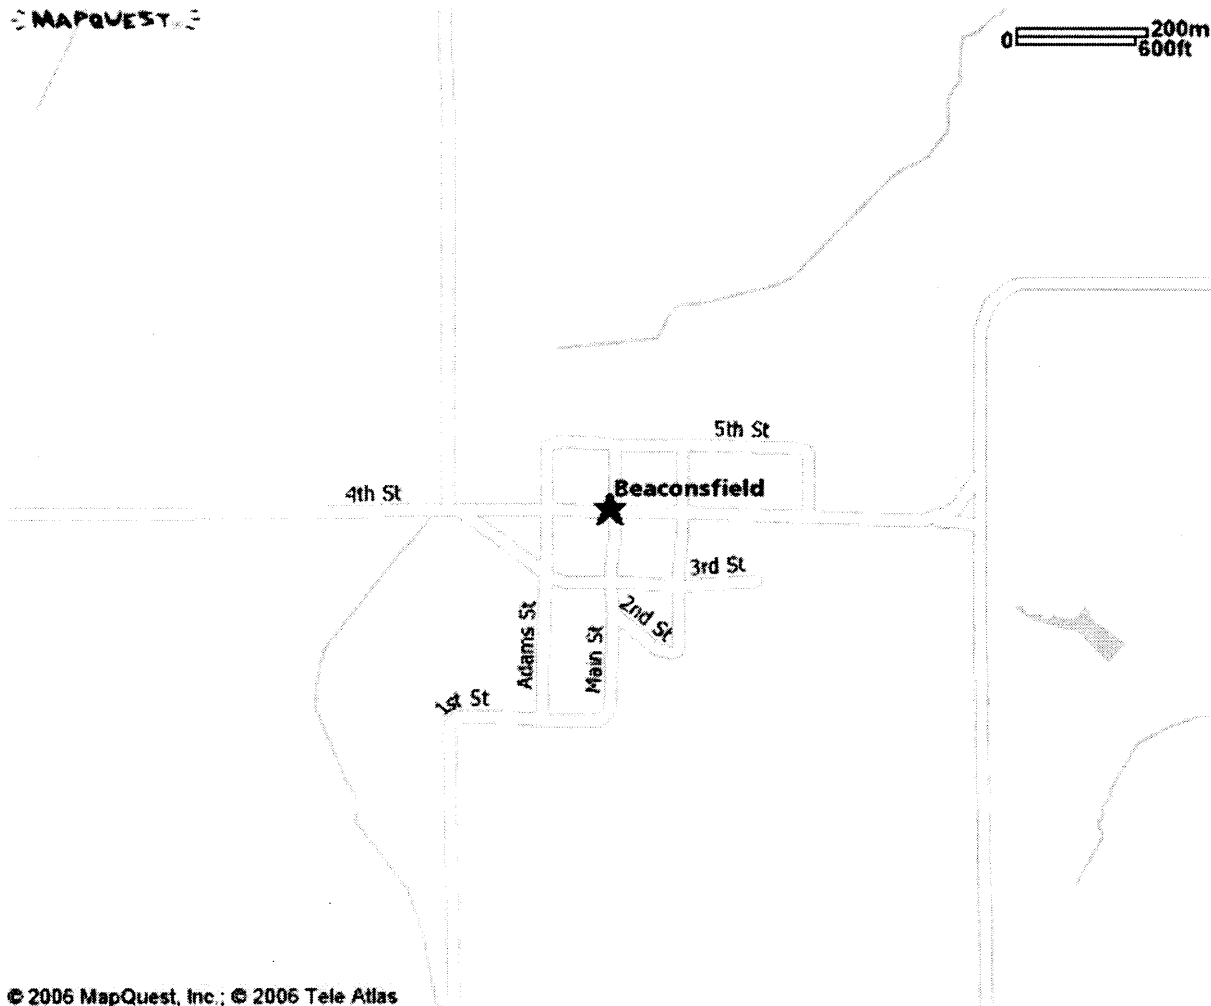 MAPQUEST
200m
0
600ft
5th St
Beaconsfield
4th St
3rd St
2nd St
Adams St
Main St
1st St
© 2006 MapQuest, Inc.; © 2006 Tele Atlas